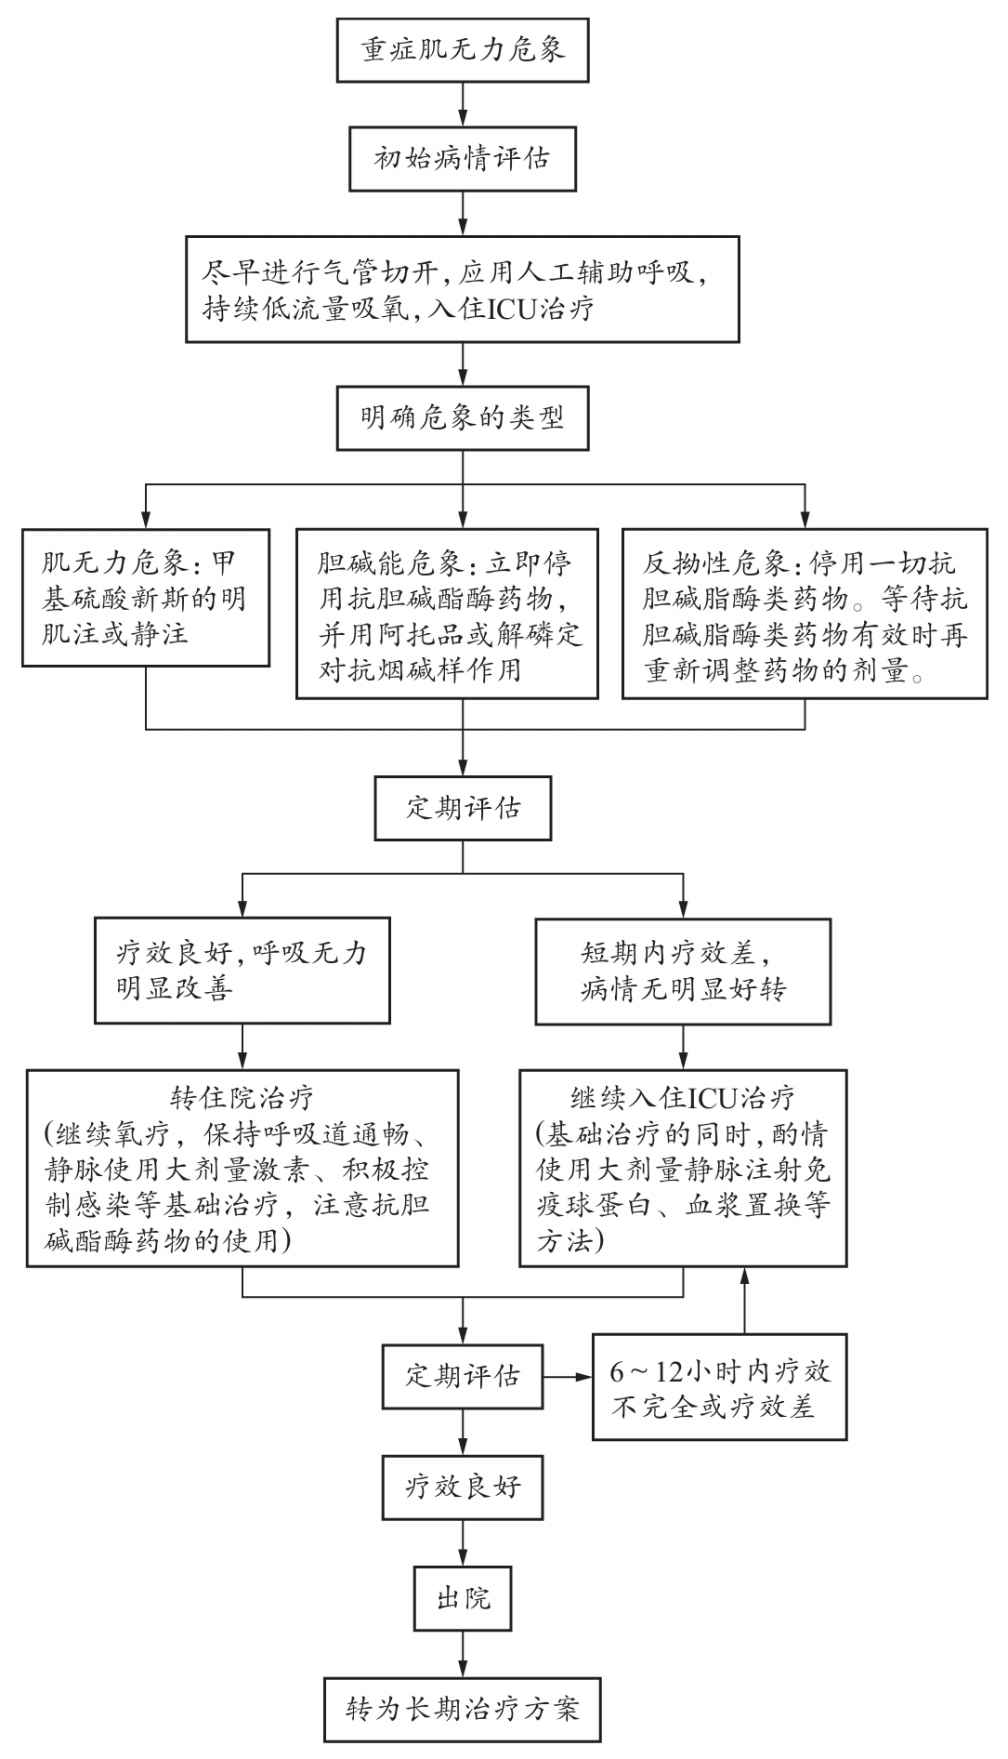 重症肌无力危象
初始病情评估
尽早进行气管切开，应用人工辅助呼吸，
持续低流量吸氧，入住ICU治疗
明确危象的类型
肌无力危象：甲
基硫酸新斯的明
肌注或静注
胆碱能危象：立即停
用抗胆碱酯酶药物，
并用阿托品或解磷定
对抗烟碱样作用
反拗性危象：停用一切抗
胆碱脂酶类药物。等待抗
胆碱脂酶类药物有效时再
重新调整药物的剂量。
定期评估
疗效良好，呼吸无力
明显改善
短期内疗效差，
病情无明显好转
转住院治疗
(继续氧疗，保持呼吸道通畅、
静脉使用大剂量激素、积极控
制感染等基础治疗，注意抗胆
碱酯酶药物的使用)
继续入住ICU治疗
(基础治疗的同时，酌情
使用大剂量静脉注射免
疫球蛋白、血浆置换等
方法)
定期评估
6～12小时内疗效
不完全或疗效差
疗效良好
出院
转为长期治疗方案